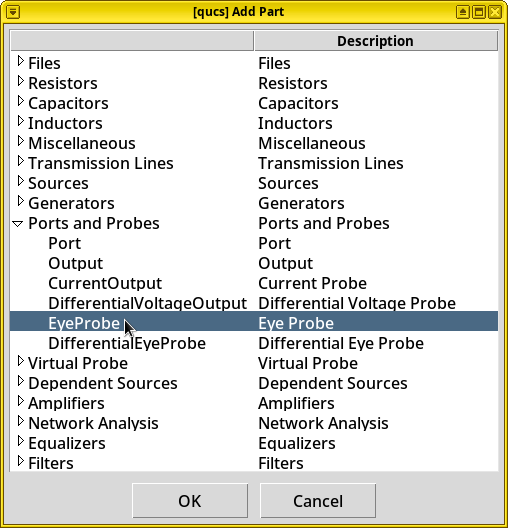 [qucs] Add Part
Description
Files Files
Resistors Resistors
Capacitors Capacitors
Inductors Inductors
Miscellaneous Miscellaneous
Transmission Lines Transmission Lines
Sources Sources
Generators Generators
Ports and Probes Ports and Probes
Port Port
Output Output
CurrentOutput Current Probe
DifferentialVoltageOutput Differential Voltage Probe
EyeProbe Eye Probe
DifferentialEyeProbe Differential Eye Probe
Virtual Probe Virtual Probe
Dependent Sources Dependent Sources
Amplifiers Amplifiers
Network Analysis Network Analysis
Equalizers Equalizers
Filters Filters
OK Cancel